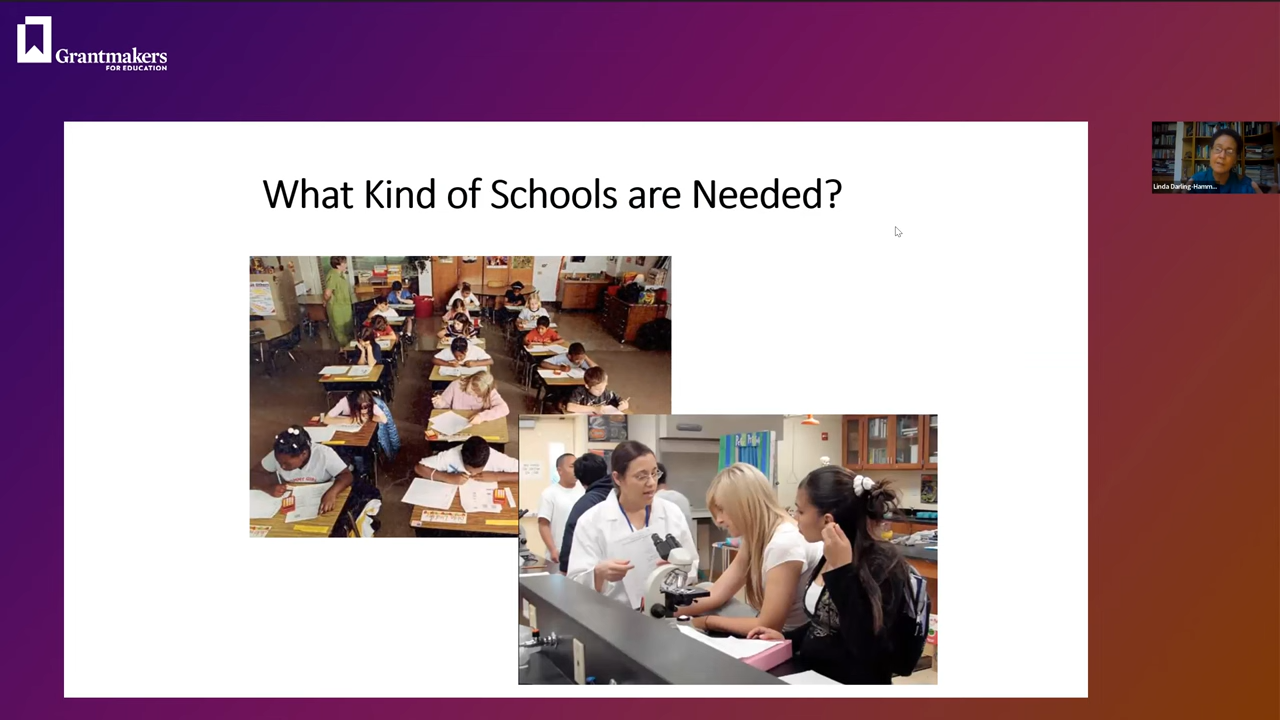 Grantmakers
FOR EDUCATION
What Kind of Schools are Needed?
Linda Darling-Hamm...